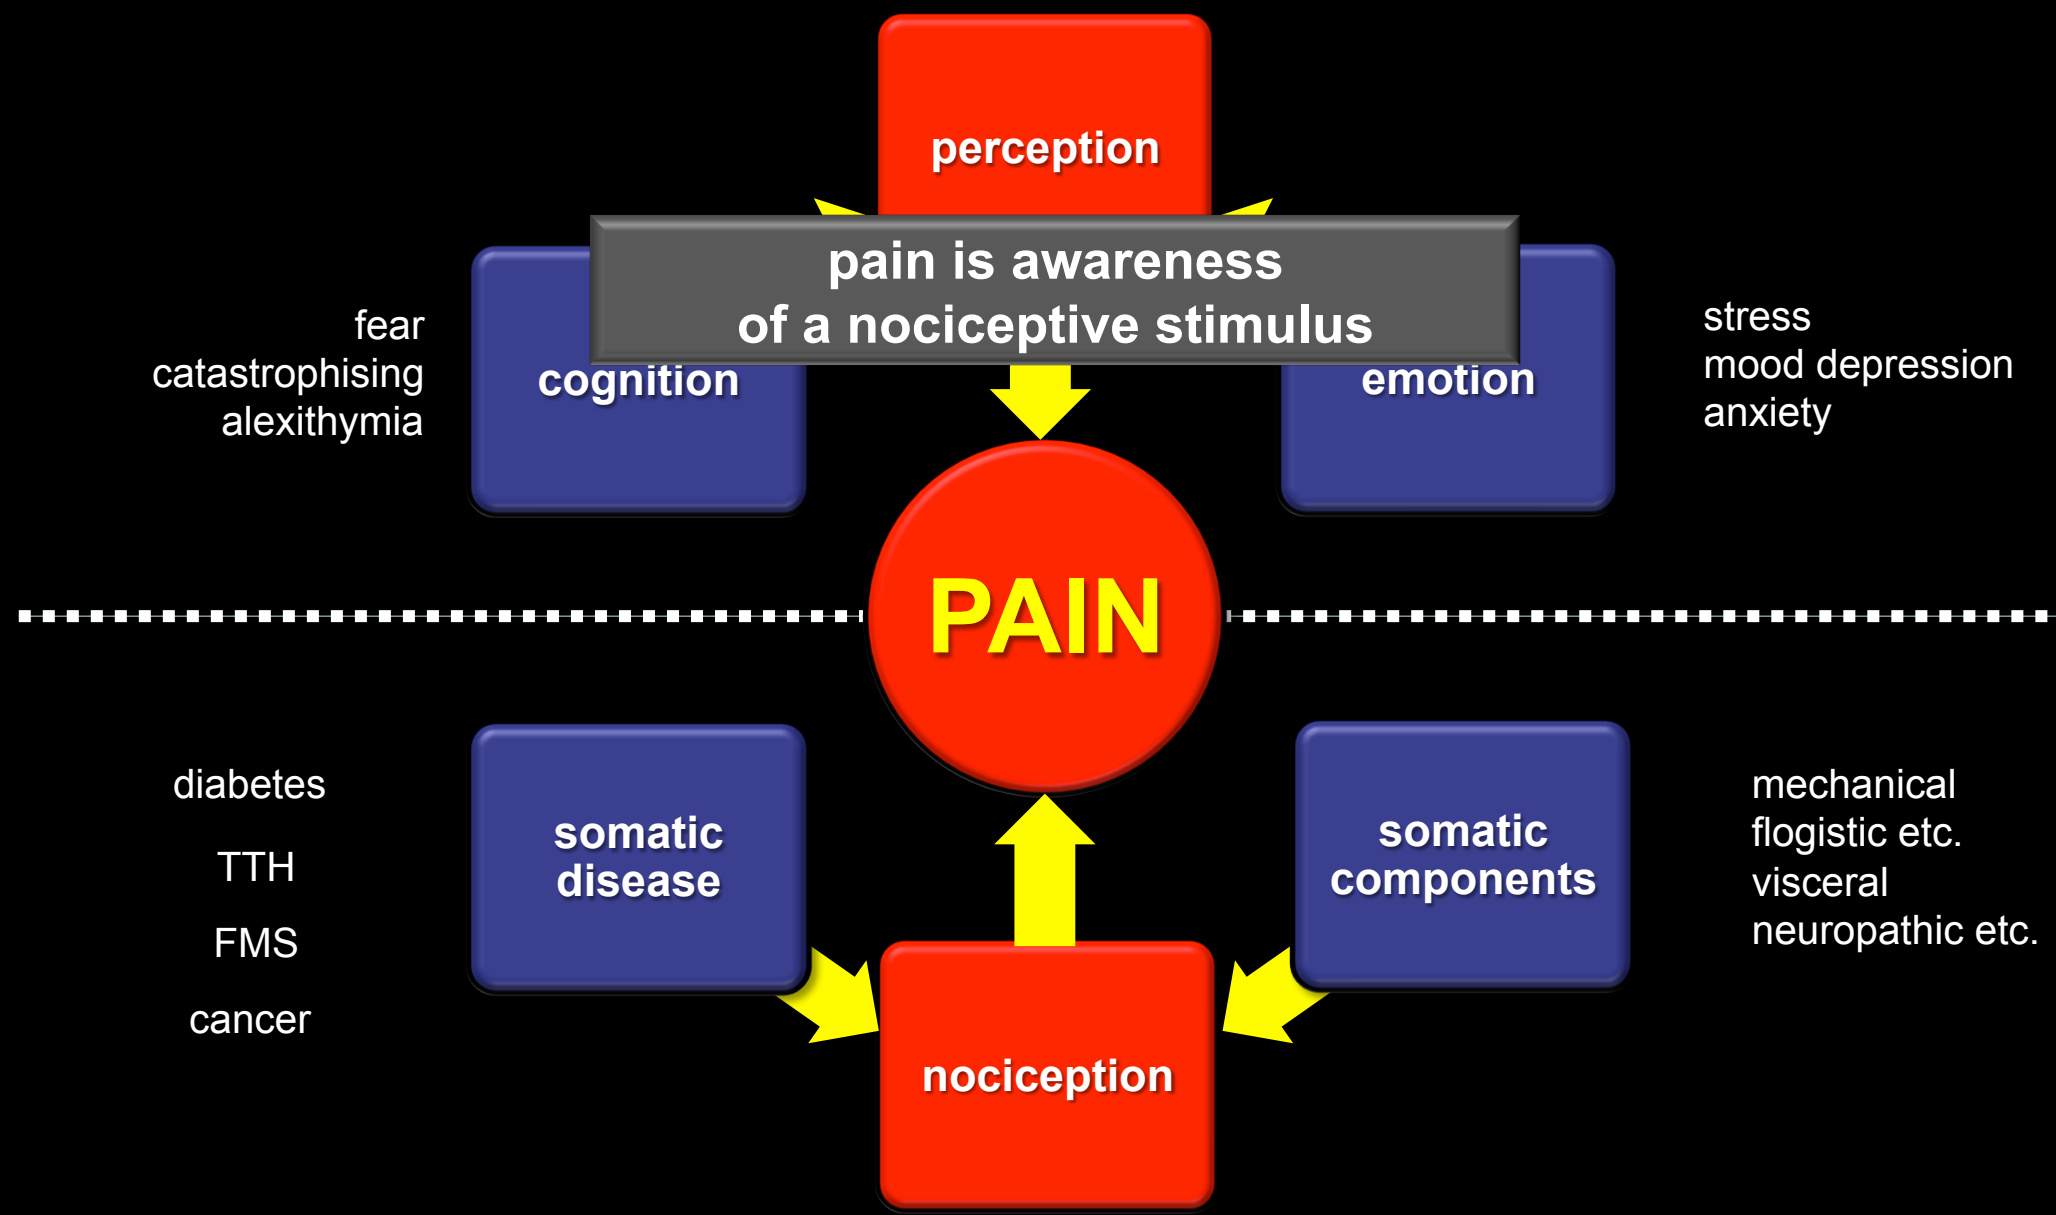 perception
pain is awareness
of a nociceptive stimulus
fear
catastrophising
alexithymia
cognition
emotion
stress
mood depression
anxiety
PAIN
diabetes
TTH
FMS
cancer
somatic
disease
somatic
components
mechanical
flogistic etc.
visceral
neuropathic etc.
nociception